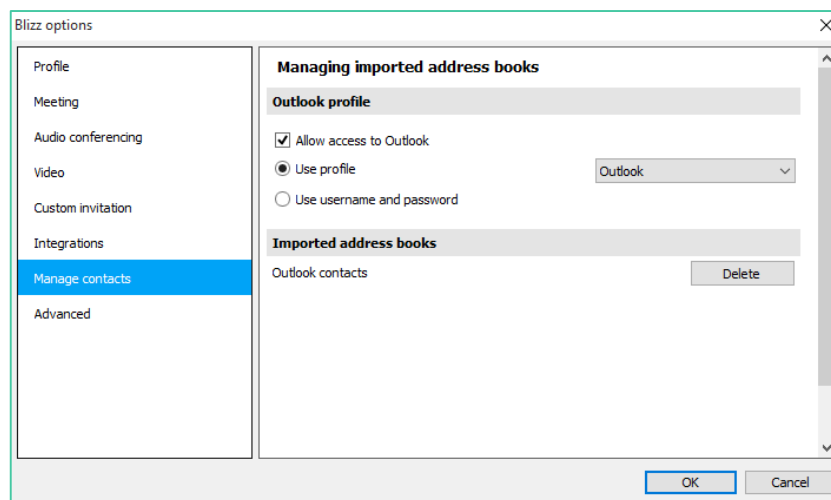 Blizz options
Profile
Meeting
Audio conferencing
Video
Custom invitation
Integrations
Manage contacts
Advanced
Managing imported address books
Outlook profile
Allow access to Outlook
Use profile
Outlook
Use username and password
Imported address books
Outlook contacts
Delete
OK
Cancel